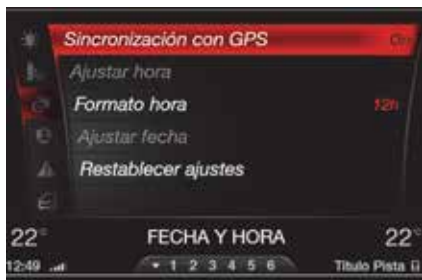 Sincronización con GPS On
Ajustar hora
Formato hora 12h
Ajustar fecha
Restablecer ajustes
22° FECHA Y HORA 22°
12:49 1 2 3 4 5 6 Titulo Pista